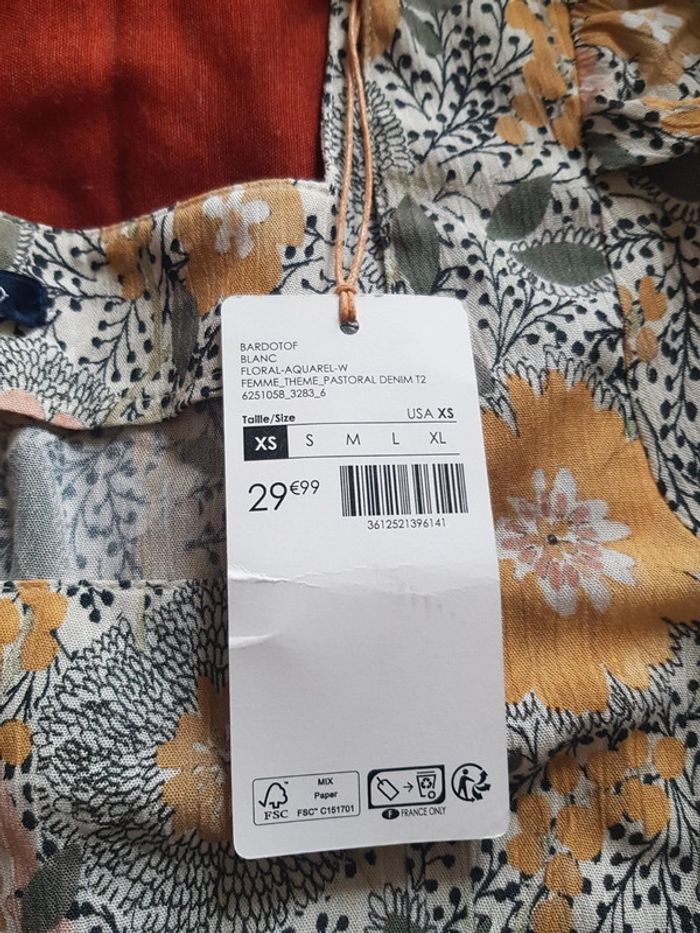 BARDOTOF
BLANC
FLORAL-AQUAREL-W
FEMME_THEME_PASTORAL DENIM T2
6251058_3283_6
Taille/Size USA XS
XS S M L XL
29€99
3612521396141
MIX
Paper
FSC FSC™ C151701
F FRANCE ONLY